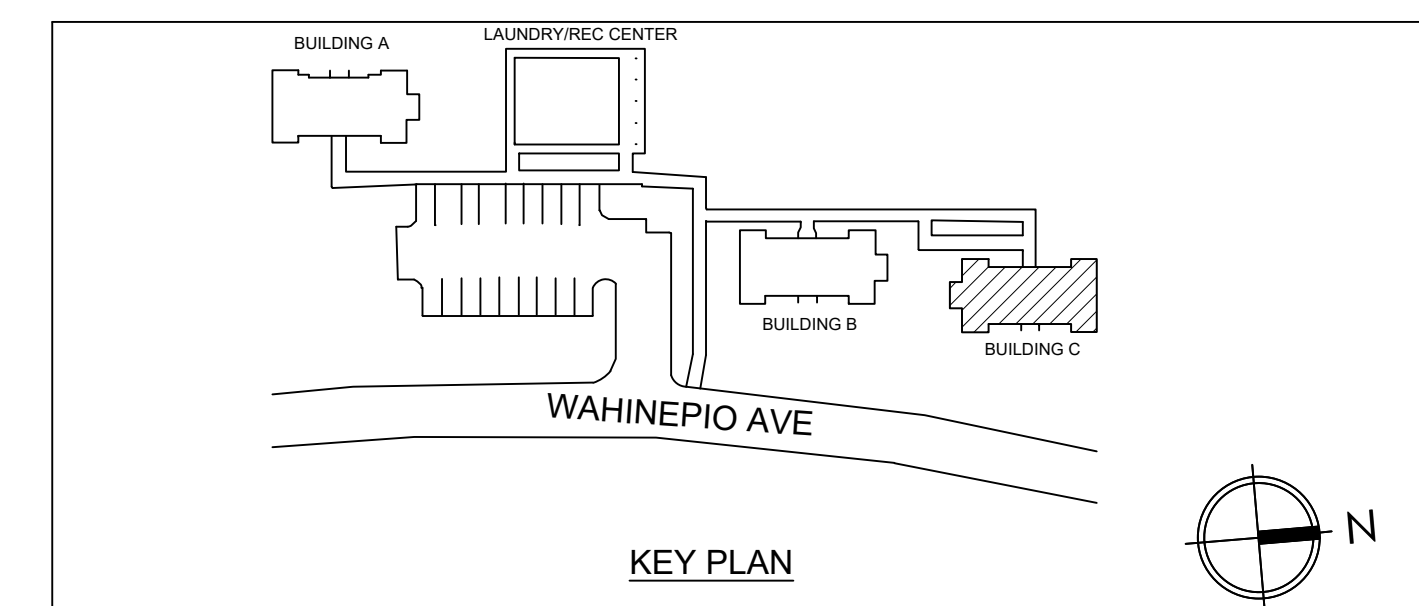 BUILDING A
LAUNDRY/REC CENTER
BUILDING B
BUILDING C
WAHINEPIO AVE
KEY PLAN
N